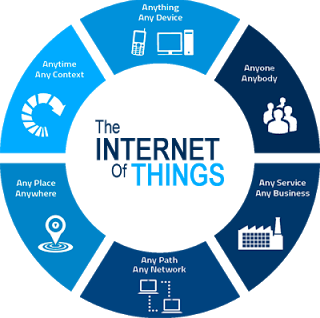 Anything
Any Device
Anyone
Anybody
Any Service
Any Business
Any Path
Any Network
Any Place
Anywhere
Anytime
Any Context
The
INTERNET
Of THINGS